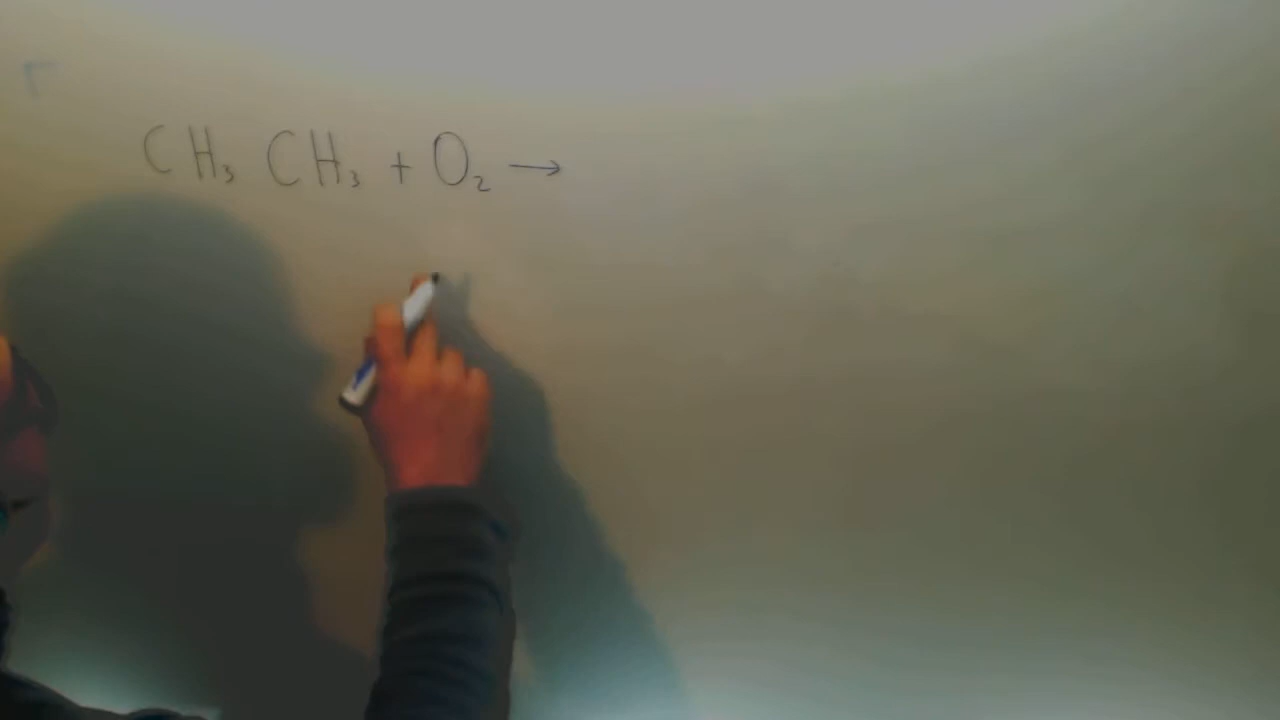 CH₃ CH₃ + O₂ →